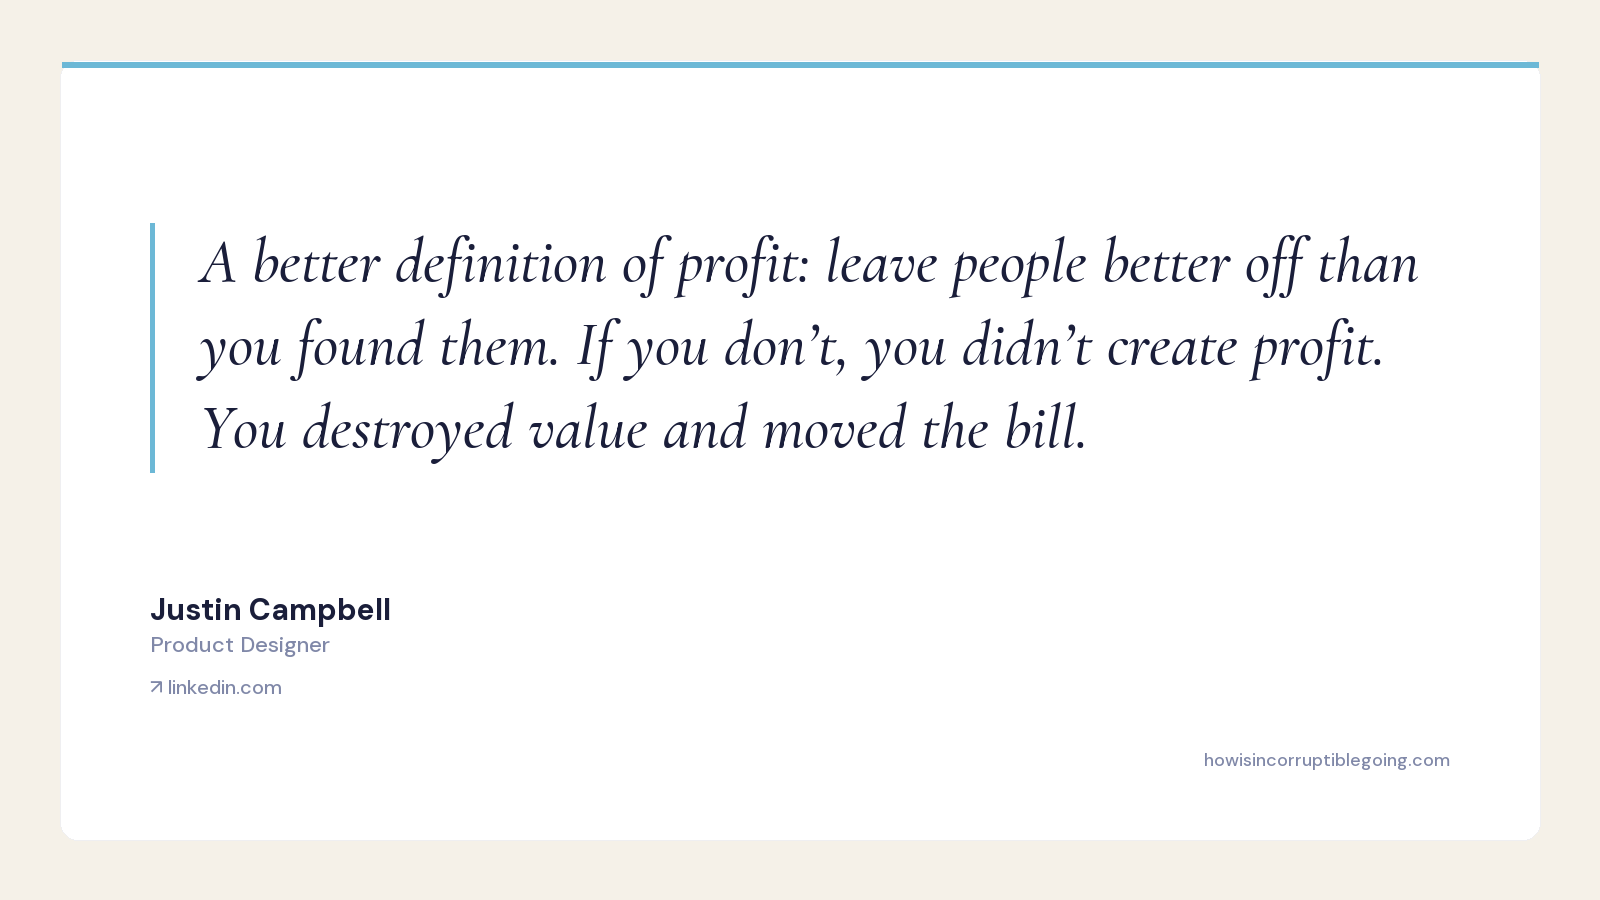 A better definition of profit: leave people better off than
you found them. If you don’t, you didn’t create profit.
You destroyed value and moved the bill.
Justin Campbell
Product Designer
linkedin.com
howisincorruptiblegoing.com